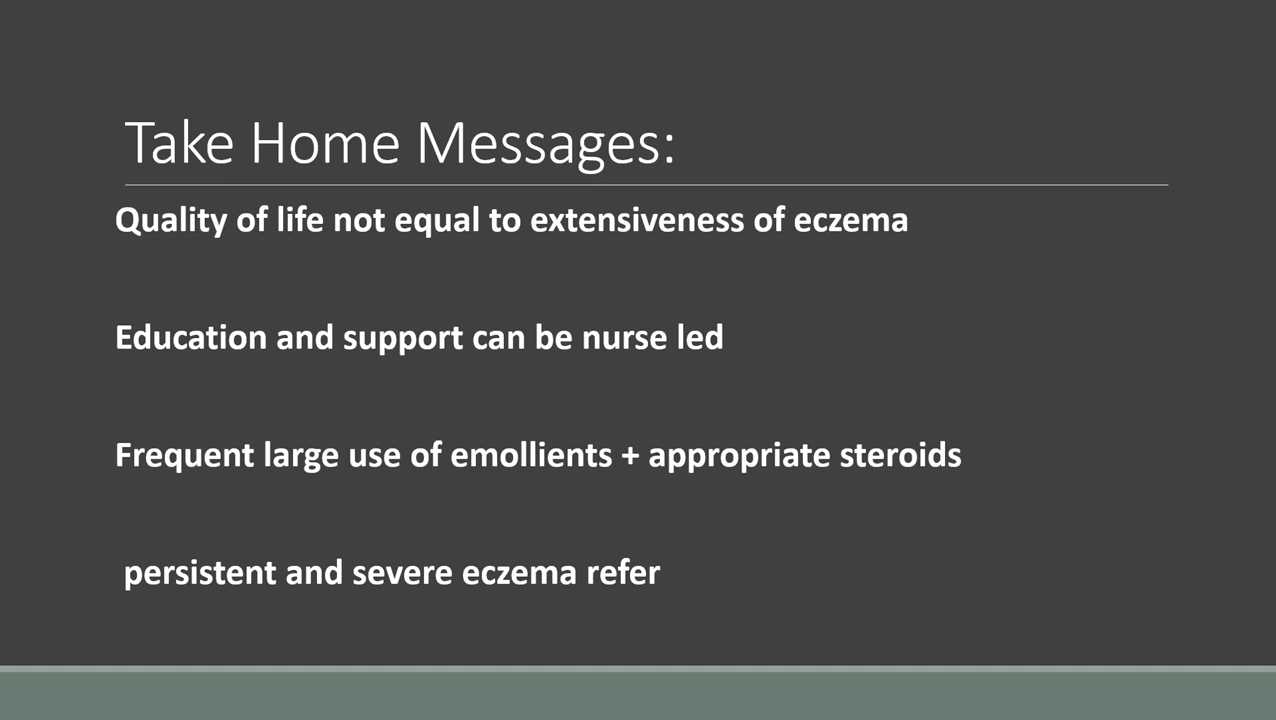 Take Home Messages:
Quality of life not equal to extensiveness of eczema
Education and support can be nurse led
Frequent large use of emollients + appropriate steroids
persistent and severe eczema refer